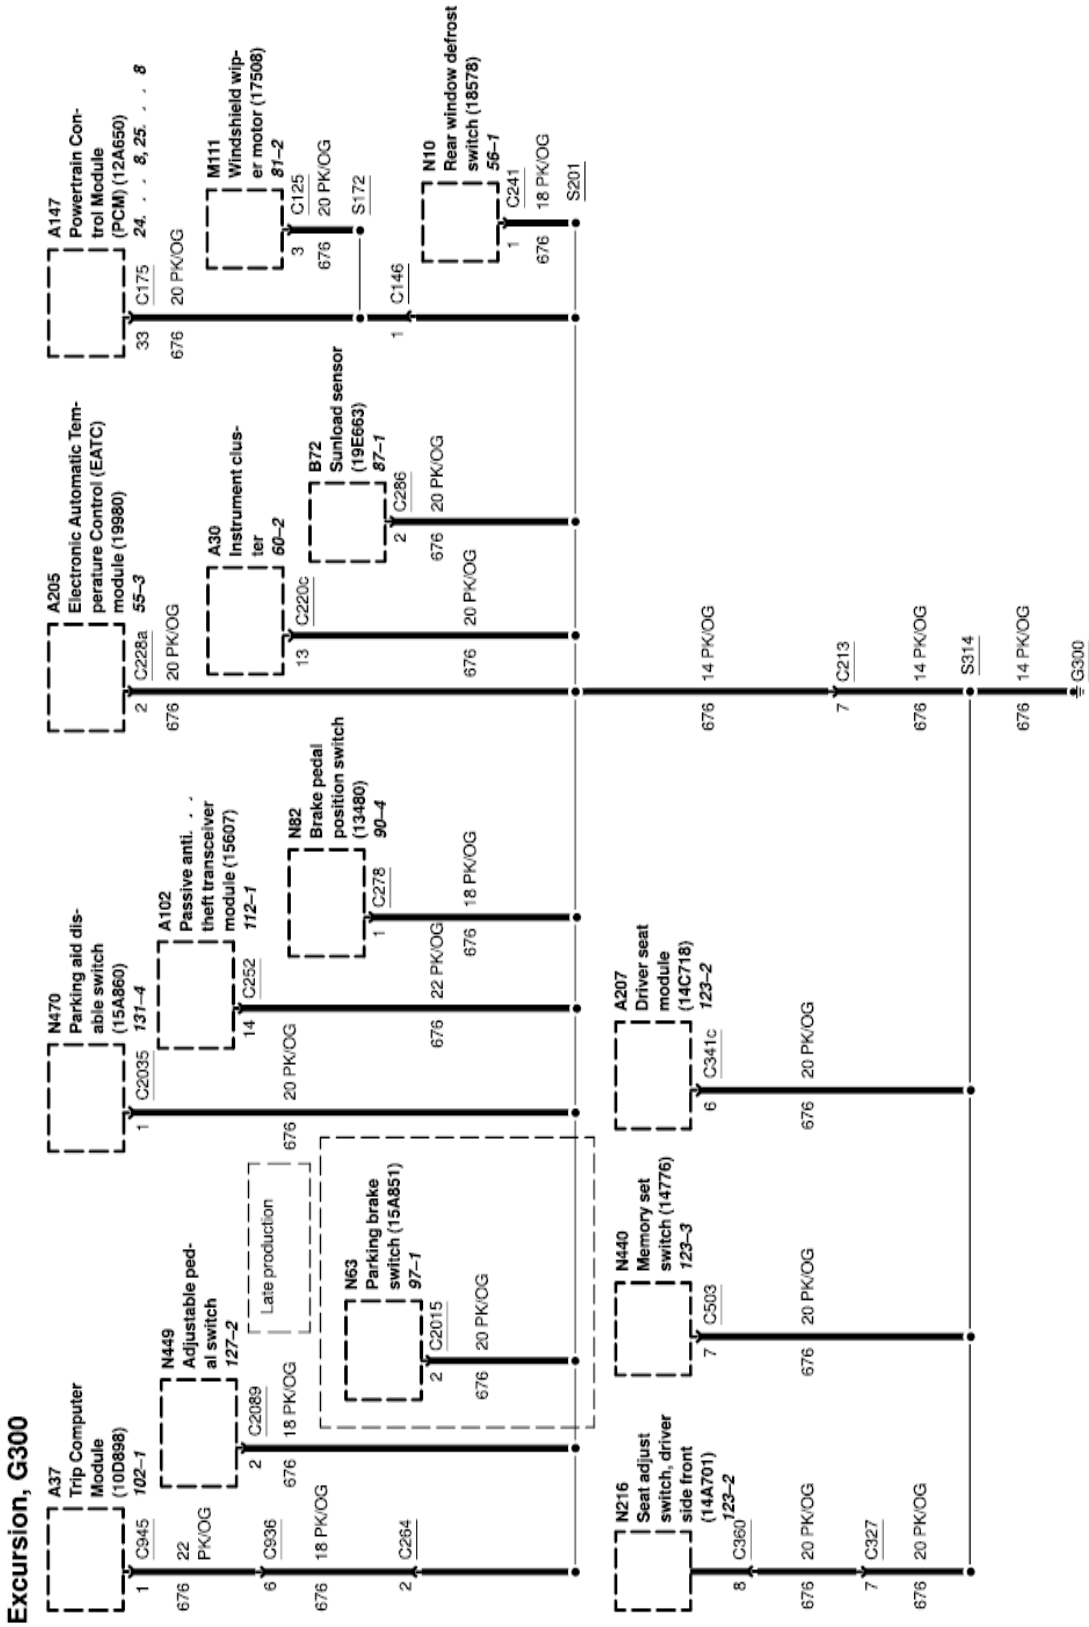 Excursion, G300
A37
Trip Computer
Module
(10D898)
102–1
1
C945
676
22
PK/OG
6
C936
676
18 PK/OG
2
C264
N449
Adjustable ped-
al switch
127–2
2
C2089
676
18 PK/OG
Late production
N63
Parking brake
switch (15A851)
97–1
2
C2015
676
20 PK/OG
N470
Parking aid dis-
able switch
(15A860)
131–4
1
C2035
676
20 PK/OG
A102
Passive anti. . .
theft transceiver
module (15607)
112–1
14
C252
676
22 PK/OG
N82
Brake pedal
position switch
(13480)
90–4
1
C278
676
18 PK/OG
A205
Electronic Automatic Tem-
perature Control (EATC)
module (19980)
55–3
2
C228a
676
20 PK/OG
A30
Instrument clus-
ter
60–2
13
C220c
676
20 PK/OG
B72
Sunload sensor
(19E663)
87–1
2
C286
676
20 PK/OG
A147
Powertrain Con-
trol Module
(PCM) (12A650)
24. . . 8,25. . . 8
33
C175
676
20 PK/OG
M111
Windshield wip-
er motor (17508)
81–2
3
C125
676
20 PK/OG
S172
1
C146
N10
Rear window defrost
switch (18578)
56–1
1
C241
676
18 PK/OG
S201
676
14 PK/OG
7
C213
676
14 PK/OG
S314
676
14 PK/OG
G300
N216
Seat adjust
switch, driver
side front
(14A701)
123–2
8
C360
676
20 PK/OG
7
C327
676
20 PK/OG
N440
Memory set
switch (14776)
123–3
7
C503
676
20 PK/OG
A207
Driver seat
module
(14C718)
123–2
6
C341c
676
20 PK/OG